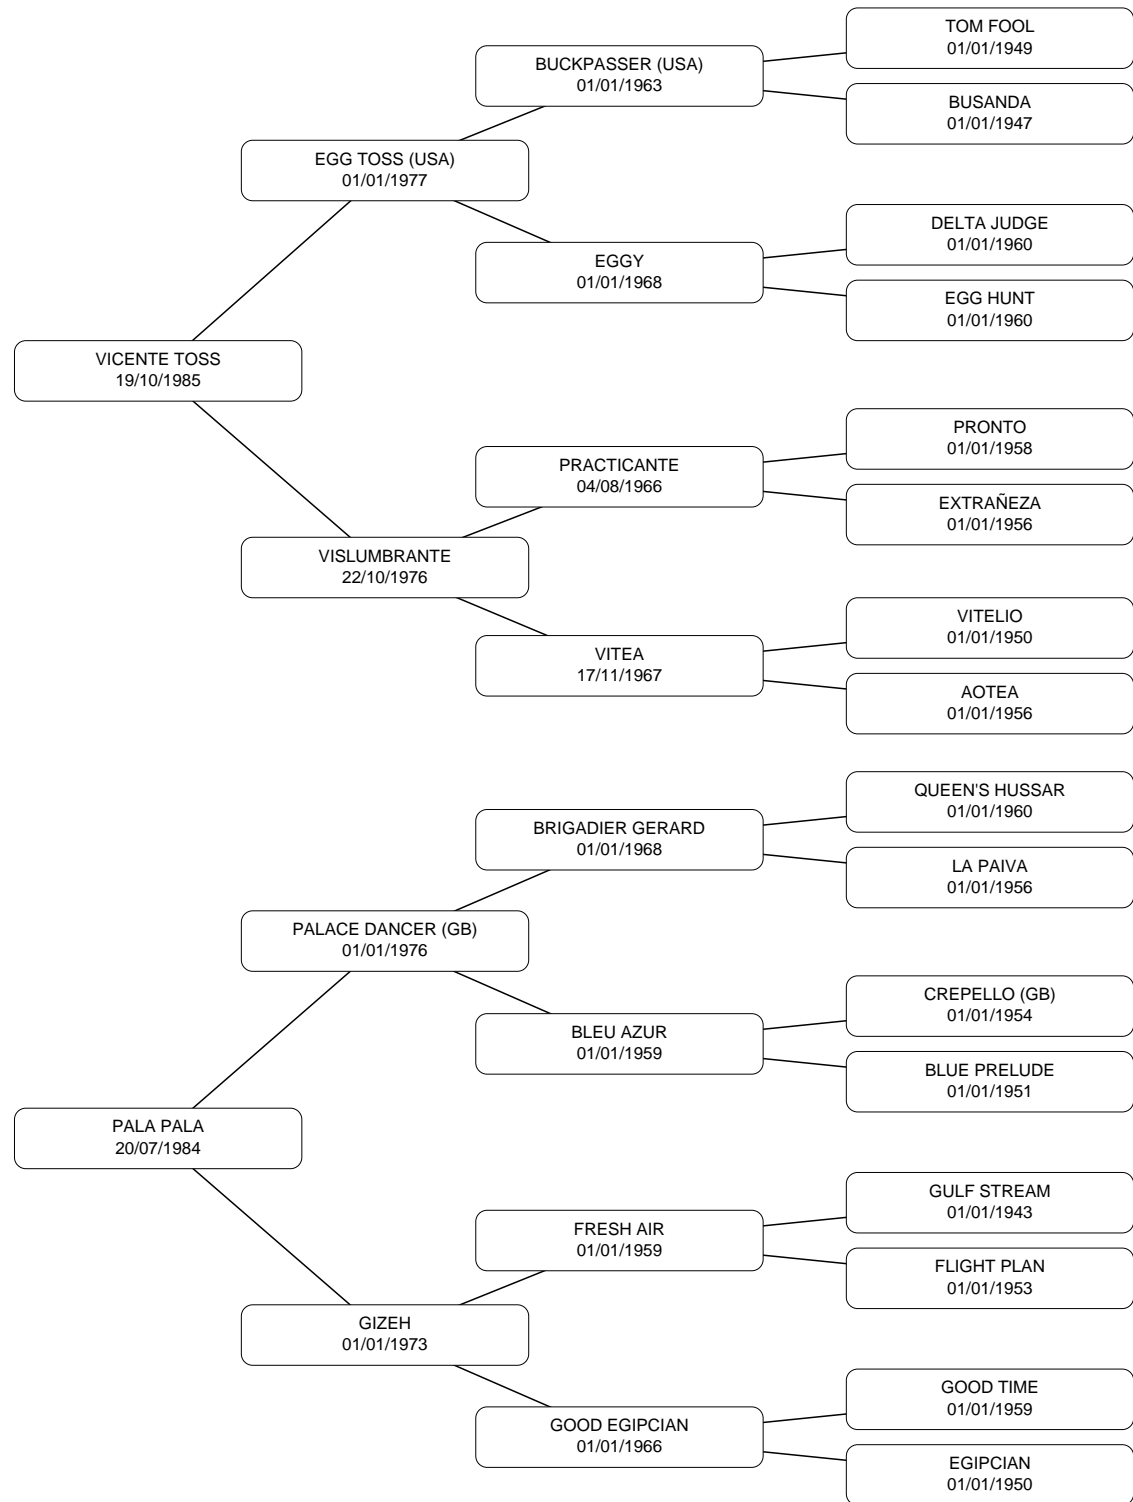 TOM FOOL
01/01/1949
BUCKPASSER (USA)
01/01/1963
BUSANDA
01/01/1947
EGG TOSS (USA)
01/01/1977
DELTA JUDGE
01/01/1960
EGGY
01/01/1968
EGG HUNT
01/01/1960
VICENTE TOSS
19/10/1985
PRONTO
01/01/1958
PRACTICANTE
04/08/1966
EXTRAÑEZA
01/01/1956
VISLUMBRANTE
22/10/1976
VITELIO
01/01/1950
VITEA
17/11/1967
AOTEA
01/01/1956
QUEEN'S HUSSAR
01/01/1960
BRIGADIER GERARD
01/01/1968
LA PAIVA
01/01/1956
PALACE DANCER (GB)
01/01/1976
CREPELLO (GB)
01/01/1954
BLEU AZUR
01/01/1959
BLUE PRELUDE
01/01/1951
PALA PALA
20/07/1984
GULF STREAM
01/01/1943
FRESH AIR
01/01/1959
FLIGHT PLAN
01/01/1953
GIZEH
01/01/1973
GOOD TIME
01/01/1959
GOOD EGIPCIAN
01/01/1966
EGIPCIAN
01/01/1950